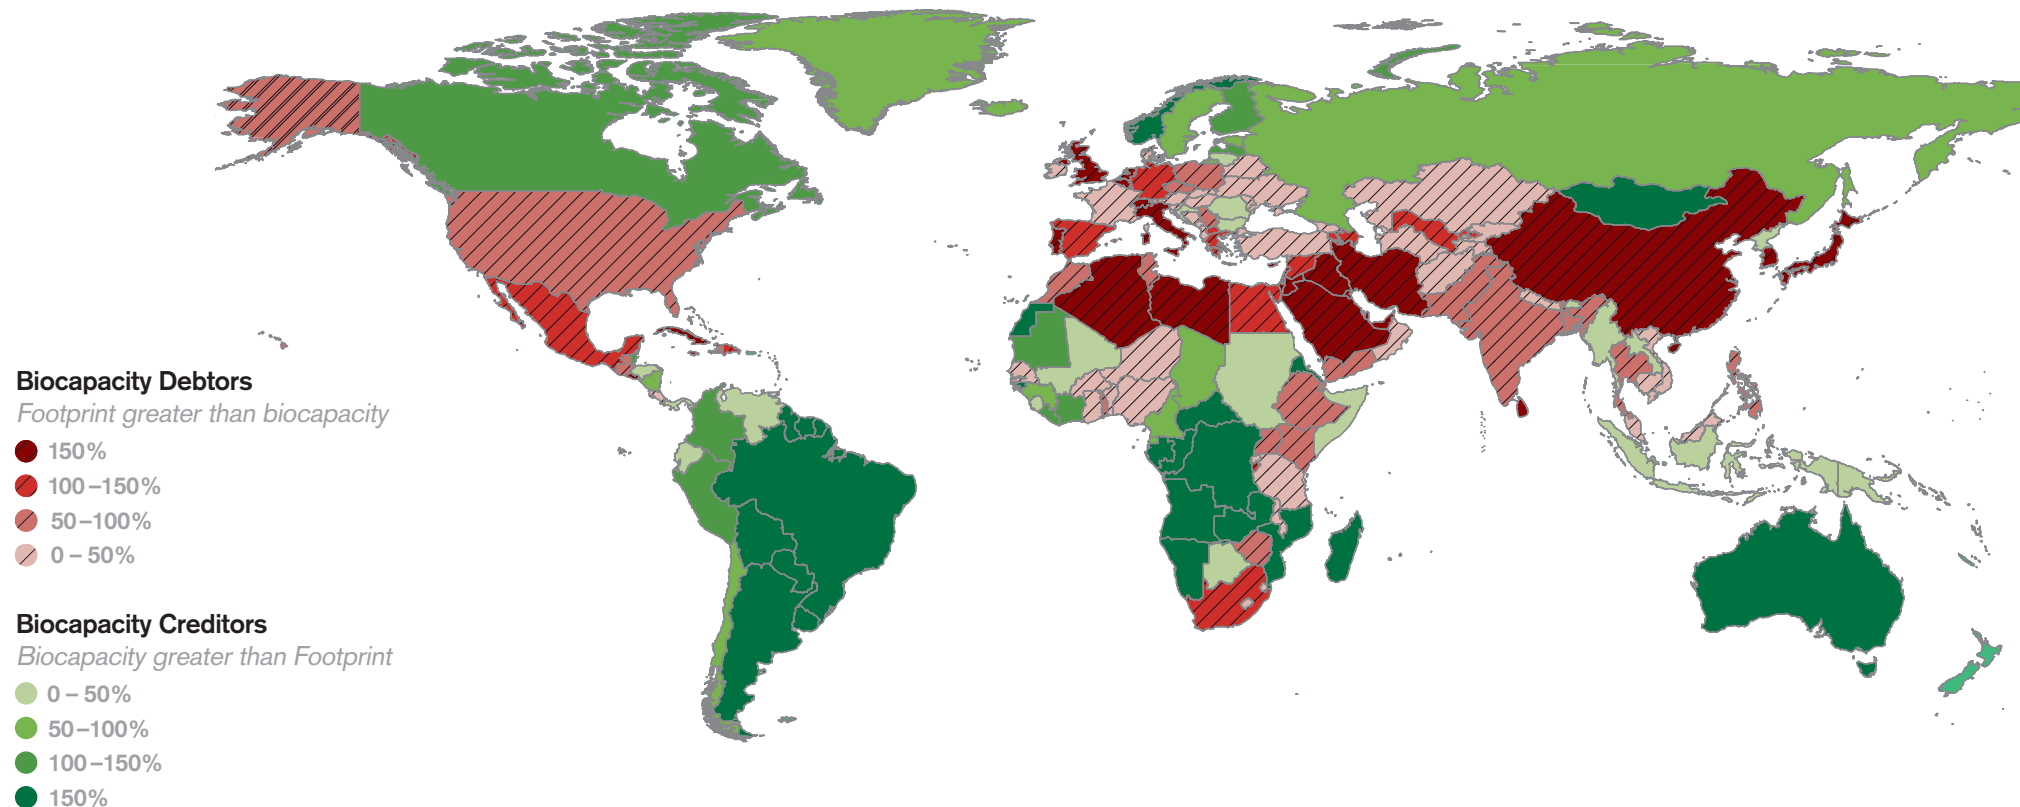 Biocapacity Debtors
Footprint greater than biocapacity
150%
100–150%
50–100%
0–50%
Biocapacity Creditors
Biocapacity greater than Footprint
0–50%
50–100%
100–150%
150%